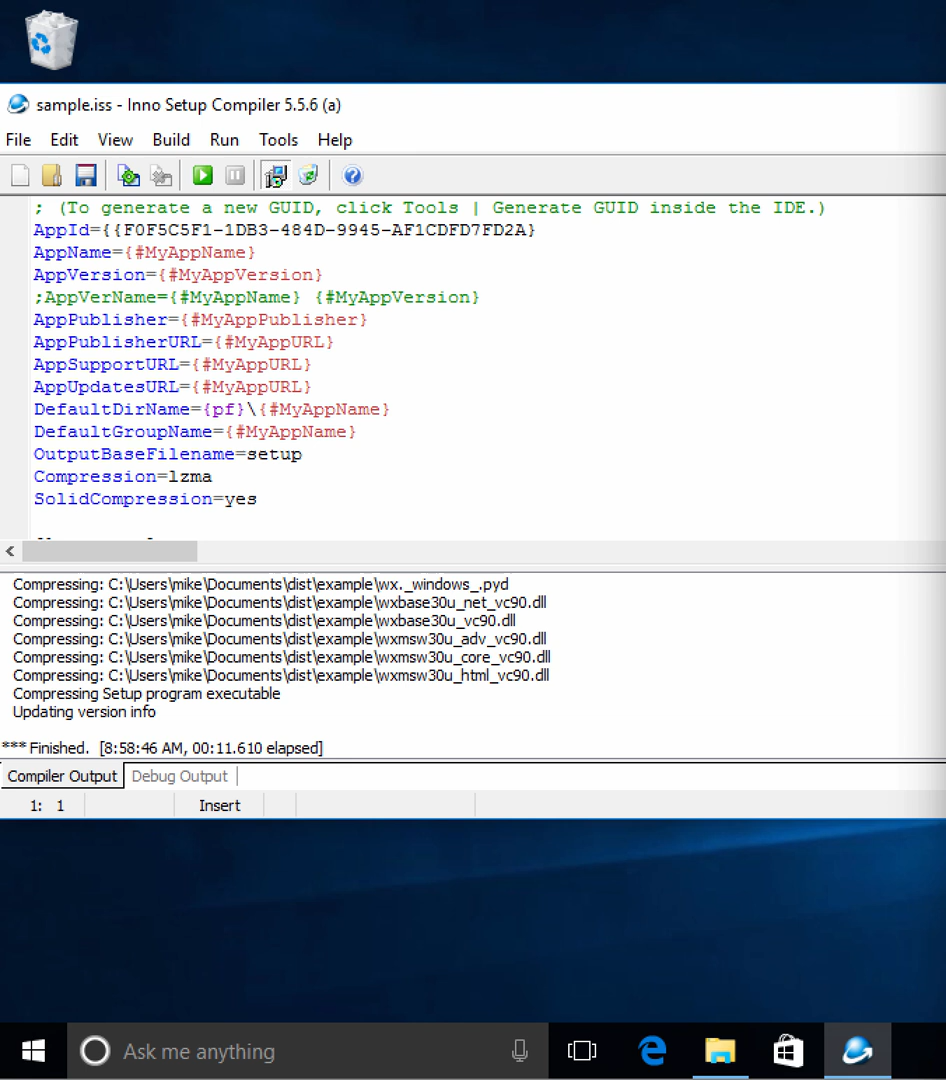 sample.iss - Inno Setup Compiler 5.5.6 (a)
File Edit View Build Run Tools Help
; (To generate a new GUID, click Tools | Generate GUID inside the IDE.)
AppId={{F0F5C5F1-1DB3-484D-9945-AF1CDFD7FD2A}
AppName={#MyAppName}
AppVersion={#MyAppVersion}
;AppVerName={#MyAppName} {#MyAppVersion}
AppPublisher={#MyAppPublisher}
AppPublisherURL={#MyAppURL}
AppSupportURL={#MyAppURL}
AppUpdatesURL={#MyAppURL}
DefaultDirName={pf}\{#MyAppName}
DefaultGroupName={#MyAppName}
OutputBaseFilename=setup
Compression=lzma
SolidCompression=yes
Compressing: C:\Users\mike\Documents\dist\example\wx._windows_.pyd
Compressing: C:\Users\mike\Documents\dist\example\wxbase30u_net_vc90.dll
Compressing: C:\Users\mike\Documents\dist\example\wxbase30u_vc90.dll
Compressing: C:\Users\mike\Documents\dist\example\wxmsw30u_adv_vc90.dll
Compressing: C:\Users\mike\Documents\dist\example\wxmsw30u_core_vc90.dll
Compressing: C:\Users\mike\Documents\dist\example\wxmsw30u_html_vc90.dll
Compressing Setup program executable
Updating version info
*** Finished. [8:58:46 AM, 00:11.610 elapsed]
Compiler Output Debug Output
1: 1 Insert
Ask me anything